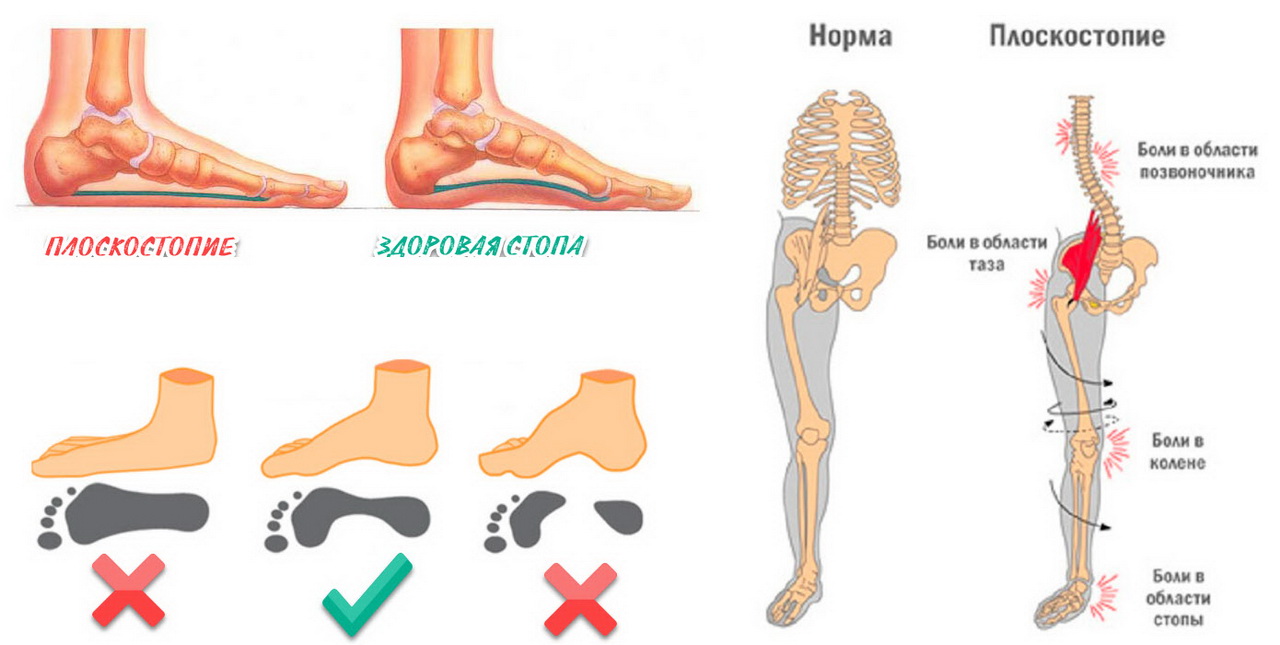 ПЛОСКОСТОПИЕ
ЗДОРОВАЯ СТОПА
Норма
Плоскостопие
Боли в области
позвоночника
Боли в области
таза
Боли в
колене
Боли в
области
стопы